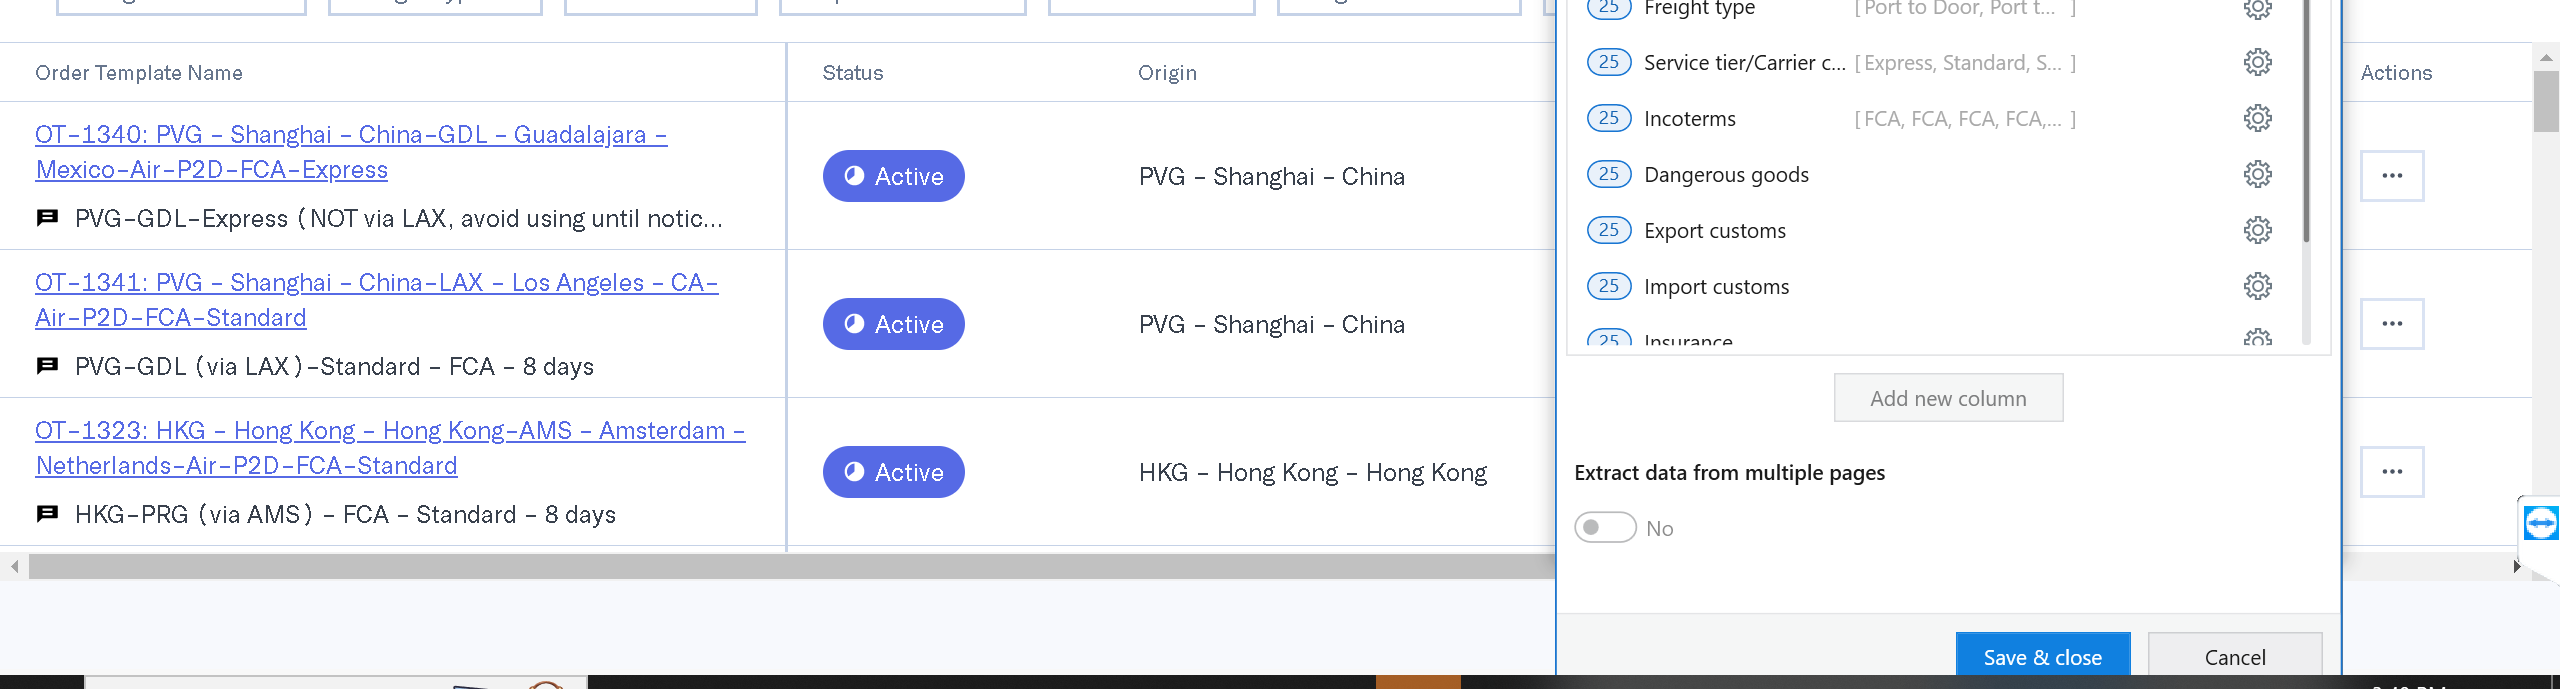 Order Template Name
Status
Origin
Actions
OT-1340: PVG - Shanghai - China-GDL - Guadalajara -
Mexico-Air-P2D-FCA-Express
PVG-GDL-Express (NOT via LAX, avoid using until notic...
Active
PVG - Shanghai - China
OT-1341: PVG - Shanghai - China-LAX - Los Angeles - CA-
Air-P2D-FCA-Standard
PVG-GDL (via LAX)-Standard - FCA - 8 days
Active
PVG - Shanghai - China
OT-1323: HKG - Hong Kong - Hong Kong-AMS - Amsterdam -
Netherlands-Air-P2D-FCA-Standard
HKG-PRG (via AMS) - FCA - Standard - 8 days
Active
HKG - Hong Kong - Hong Kong
25 Freight type [Port to Door, Port t... ]
25 Service tier/Carrier c... [Express, Standard, S... ]
25 Incoterms [FCA, FCA, FCA, FCA,... ]
25 Dangerous goods
25 Export customs
25 Import customs
25 Insurance
Add new column
Extract data from multiple pages
No
Save & close
Cancel